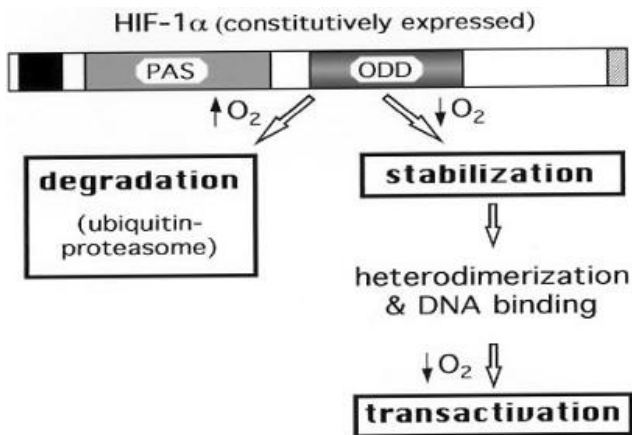 HIF-1α (constitutively expressed)
PAS ODD
↑ O₂ ↓ O₂
degradation
(ubiquitin-
proteasome)
stabilization
heterodimerization
& DNA binding
↓ O₂
transactivation